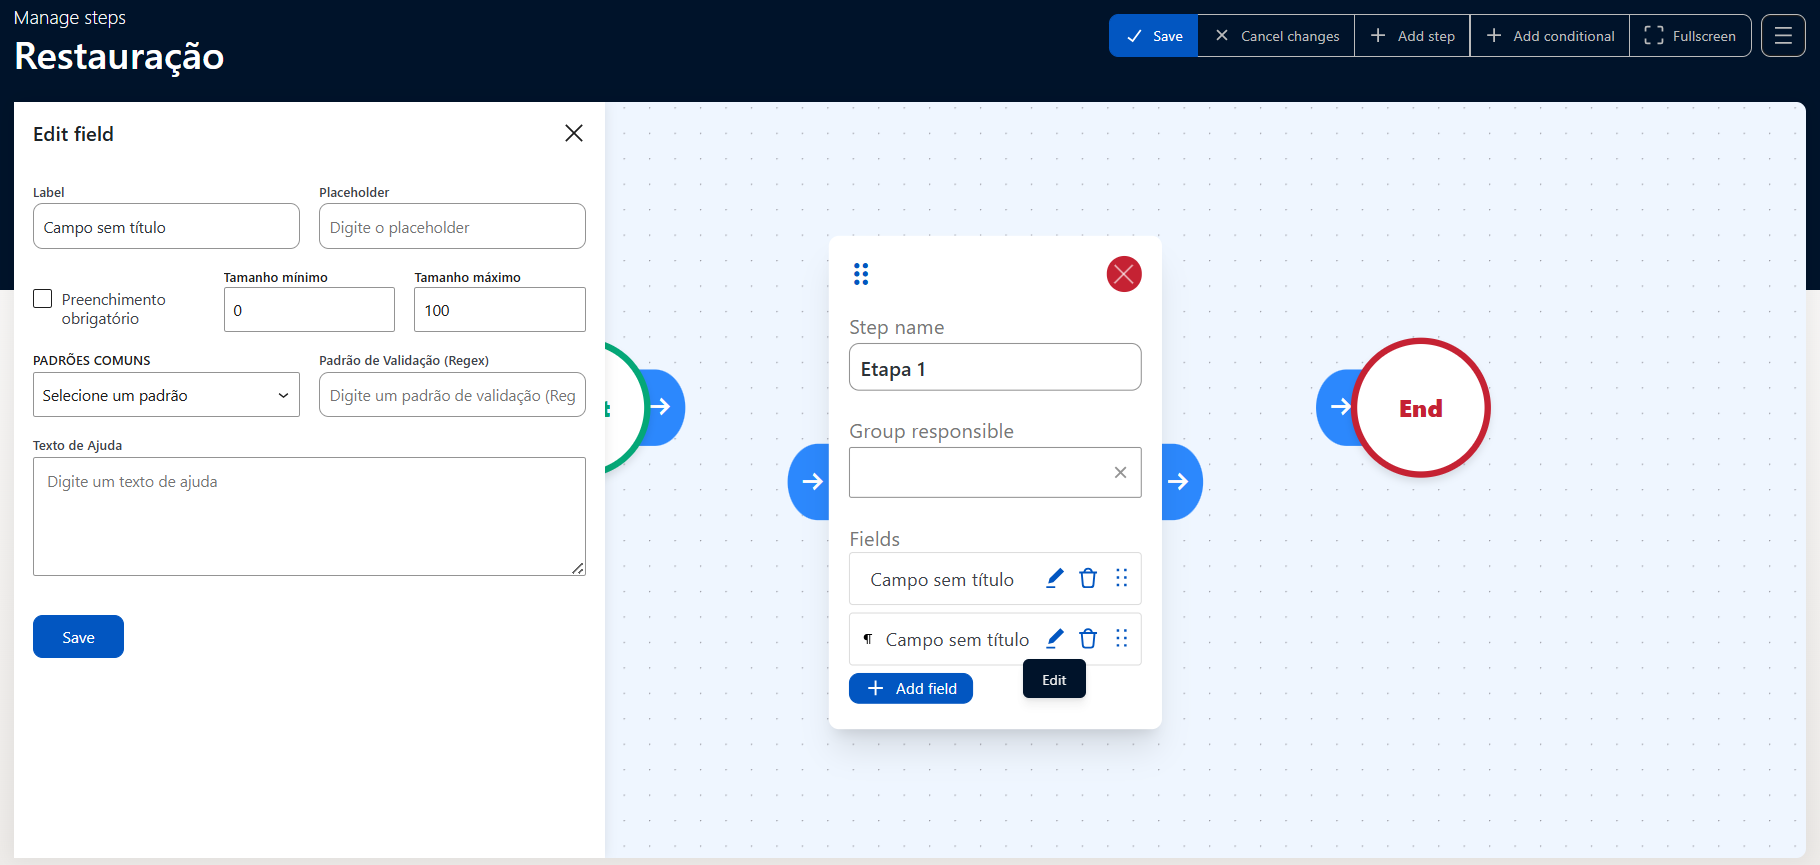 Manage steps
Restauração
Save
Cancel changes
Add step
Add conditional
Fullscreen
Edit field
Label
Placeholder
Campo sem título
Digite o placeholder
Preenchimento
obrigatório
Tamanho mínimo
Tamanho máximo
0
100
PADRÕES COMUNS
Padrão de Validação (Regex)
Selecione um padrão
Digite um padrão de validação (Reg
Texto de Ajuda
Digite um texto de ajuda
Save
Step name
Etapa 1
Group responsible
Fields
Campo sem título
¶ Campo sem título
Add field
Edit
End